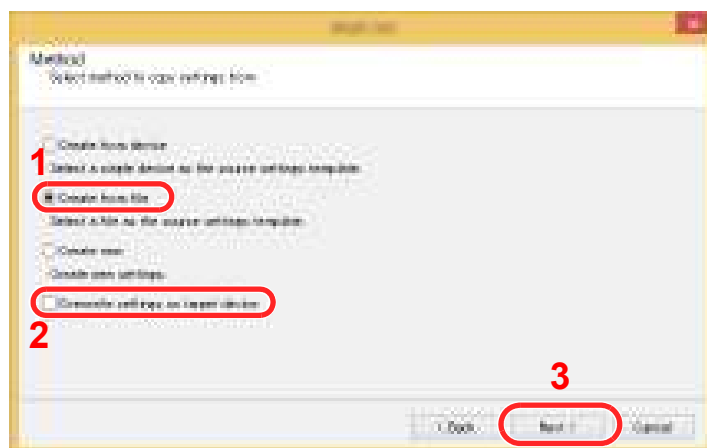 Method
Select method to copy settings from
Create from device
1
Select a single device as the source settings template
Create from file
Select a file as the source settings template
Create new
Create new settings
Overwrite settings on target device
2
3
< Back
Next >
Cancel